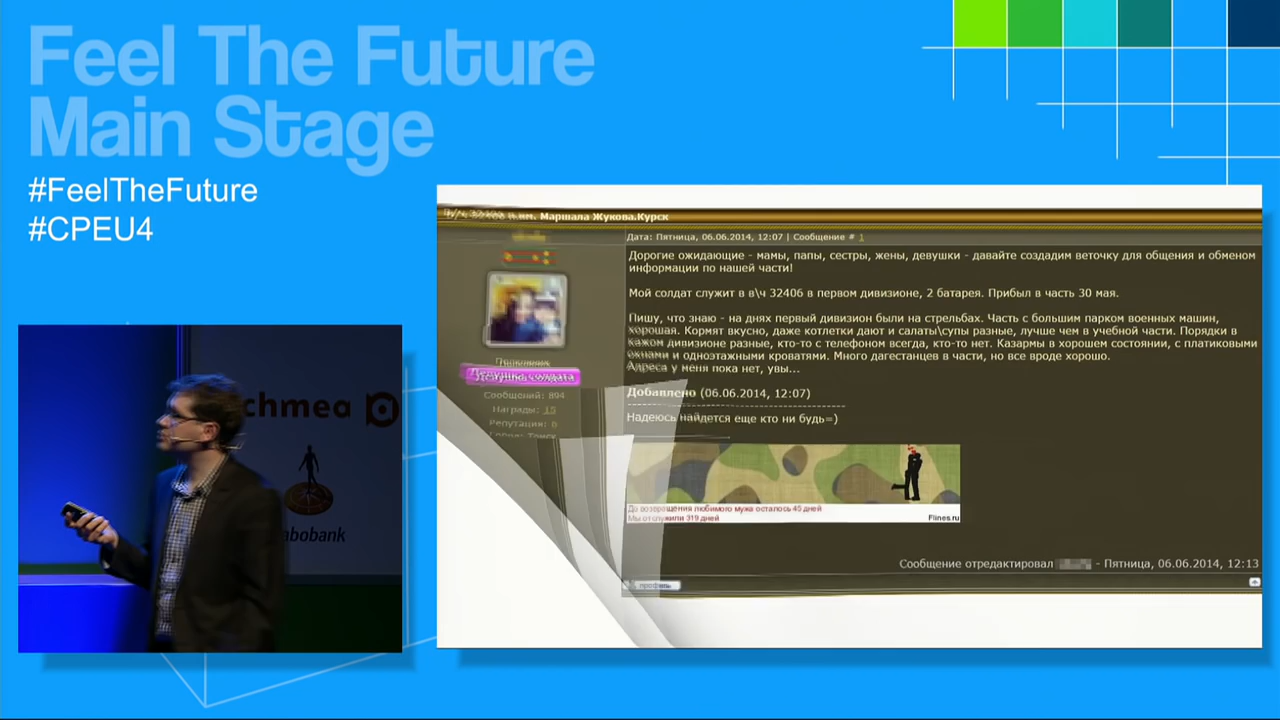 Feel The Future
Main Stage
#FeelTheFuture
#CPEU4
chmea
abobank
им. Маршала Жукова.Курск
Дата: Пятница, 06.06.2014, 12:07 | Сообщение # 1
Дорогие ожидающие - мамы, папы, сестры, жены, девушки - давайте создадим веточку для общения и обменом
информации по нашей части!
Мой солдат служит в в\ч 32406 в первом дивизионе, 2 батарея. Прибыл в часть 30 мая.
Пишу, что знаю - на днях первый дивизион были на стрельбах. Часть с большим парком военных машин,
хорошая. Кормят вкусно, даже котлетки дают и салаты\супы разные, лучше чем в учебной части. Порядки в
кажом дивизионе разные, кто-то с телефоном всегда, кто-то нет. Казармы в хорошем состоянии, с платиковыми
окнами и одноэтажными кроватями. Много дагестанцев в части, но все вроде хорошо.
Адреса у меня пока нет, увы...
Девушка солдата
Сообщений: 894
Награды: 15
Репутация: 6
Добавлено (06.06.2014, 12:07)
Надеюсь найдется еще кто ни будь=)
До возвращения любимого мужа осталось 45 дней
Мы отслужили 319 дней
Flines.ru
Сообщение отредактировал - Пятница, 06.06.2014, 12:13
профиль